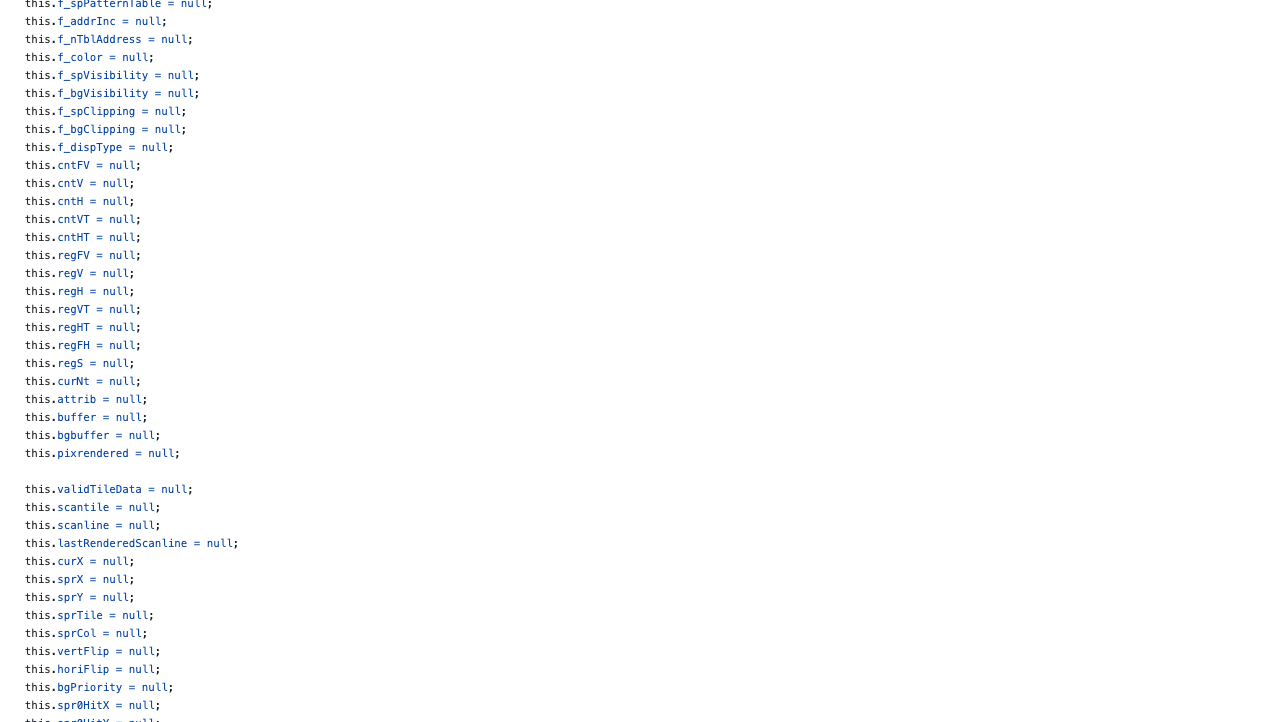 this.f_spPatternTable = null;
this.f_addrInc = null;
this.f_nTblAddress = null;
this.f_color = null;
this.f_spVisibility = null;
this.f_bgVisibility = null;
this.f_spClipping = null;
this.f_bgClipping = null;
this.f_dispType = null;
this.cntFV = null;
this.cntV = null;
this.cntH = null;
this.cntVT = null;
this.cntHT = null;
this.regFV = null;
this.regV = null;
this.regH = null;
this.regVT = null;
this.regHT = null;
this.regFH = null;
this.regS = null;
this.curNt = null;
this.attrib = null;
this.buffer = null;
this.bgbuffer = null;
this.pixrendered = null;
this.validTileData = null;
this.scantile = null;
this.scanline = null;
this.lastRenderedScanline = null;
this.curX = null;
this.sprX = null;
this.sprY = null;
this.sprTile = null;
this.sprCol = null;
this.vertFlip = null;
this.horiFlip = null;
this.bgPriority = null;
this.spr0HitX = null;
this.spr0HitY = null;